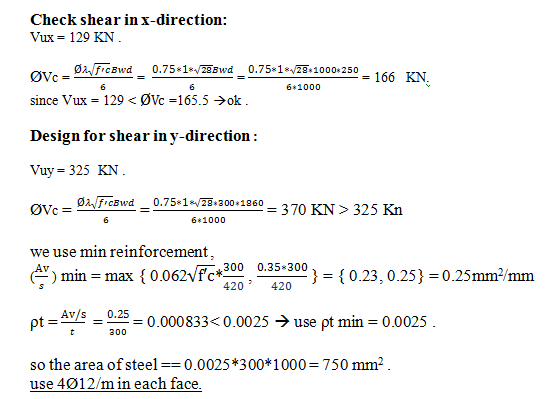 Check shear in x-direction:
Vux = 129 KN .
ØVc = Øλ√f'cBwd / 6 = 0.75*1*√28Bwd / 6 = 0.75*1*√28*1000*250 / 6*1000 = 166 KN.
since Vux = 129 < ØVc =165.5 →ok .
Design for shear in y-direction :
Vuy = 325 KN .
ØVc = Øλ√f'cBwd / 6 = 0.75*1*√28*300*1860 / 6*1000 = 370 KN > 325 Kn
we use min reinforcement,
(Av/s) min = max { 0.062√f'c* 300/420 , 0.35*300/420 } = { 0.23, 0.25} = 0.25mm²/mm
ρt = Av/s / t = 0.25 / 300 = 0.000833< 0.0025 → use ρt min = 0.0025 .
so the area of steel == 0.0025*300*1000 = 750 mm² .
use 4Ø12/m in each face.